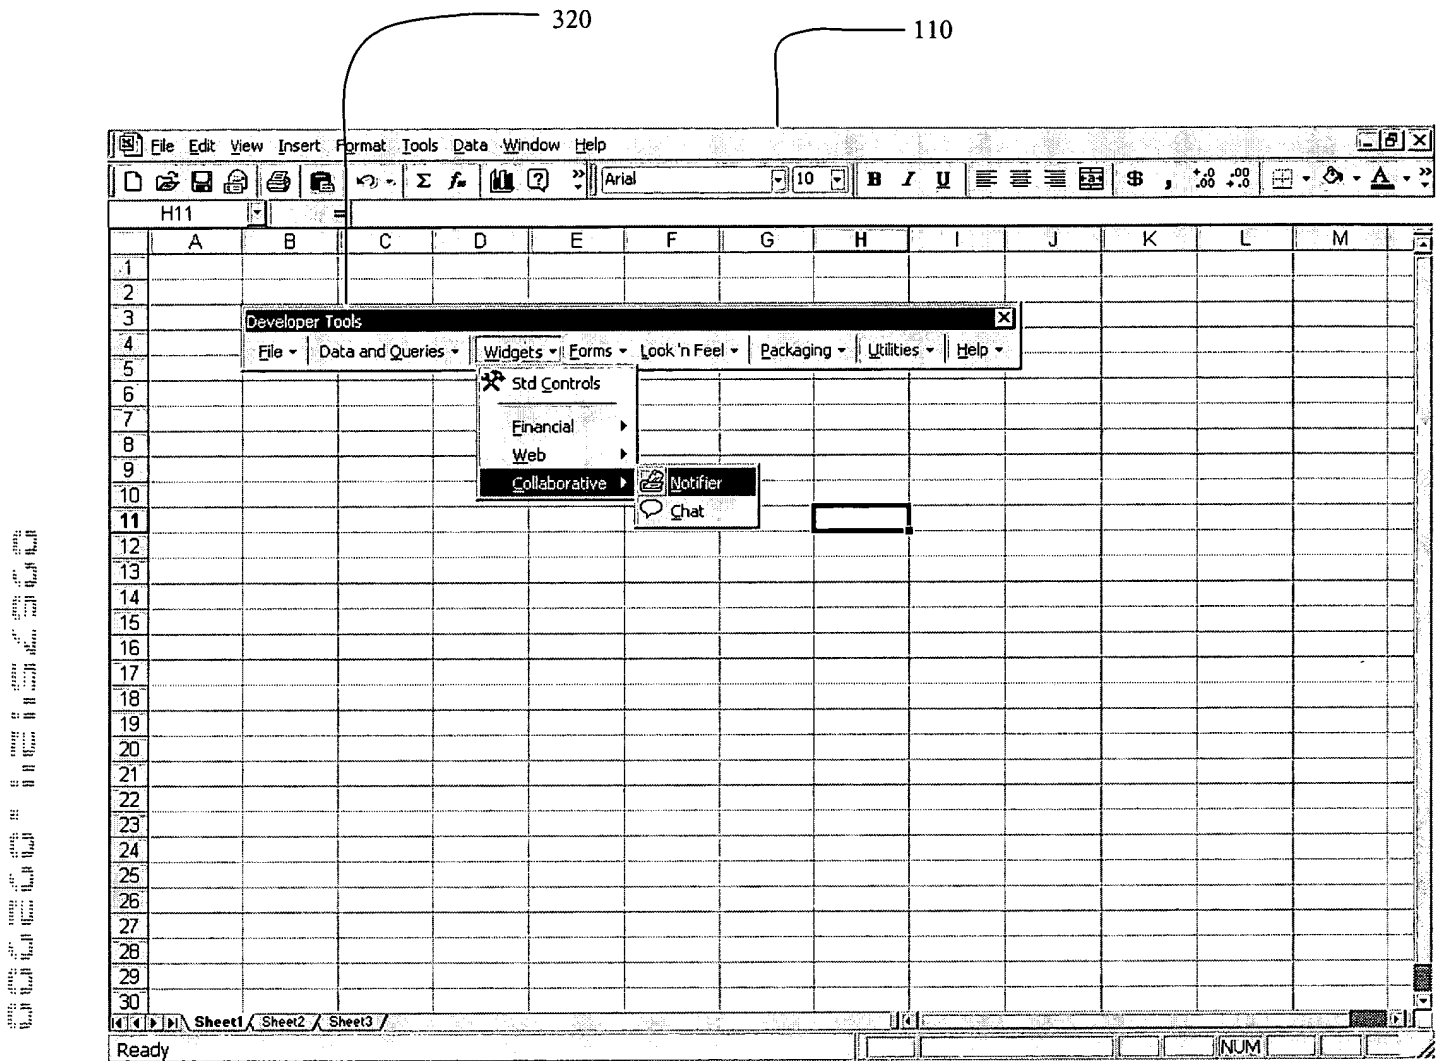 320
110
File Edit View Insert Format Tools Data Window Help
Arial 10 B I U $ , .00 .00
H11 =
A B C D E F G H I J K L M
1
2
3
Developer Tools
4
File Data and Queries Widgets Forms Look 'n Feel Packaging Utilities Help
5
Std Controls
6
7
Financial
8
Web
9
Collaborative Notifier
10
Chat
11
12
13
14
15
16
17
18
19
20
21
22
23
24
25
26
27
28
29
30
Sheet1 Sheet2 Sheet3
Ready NUM